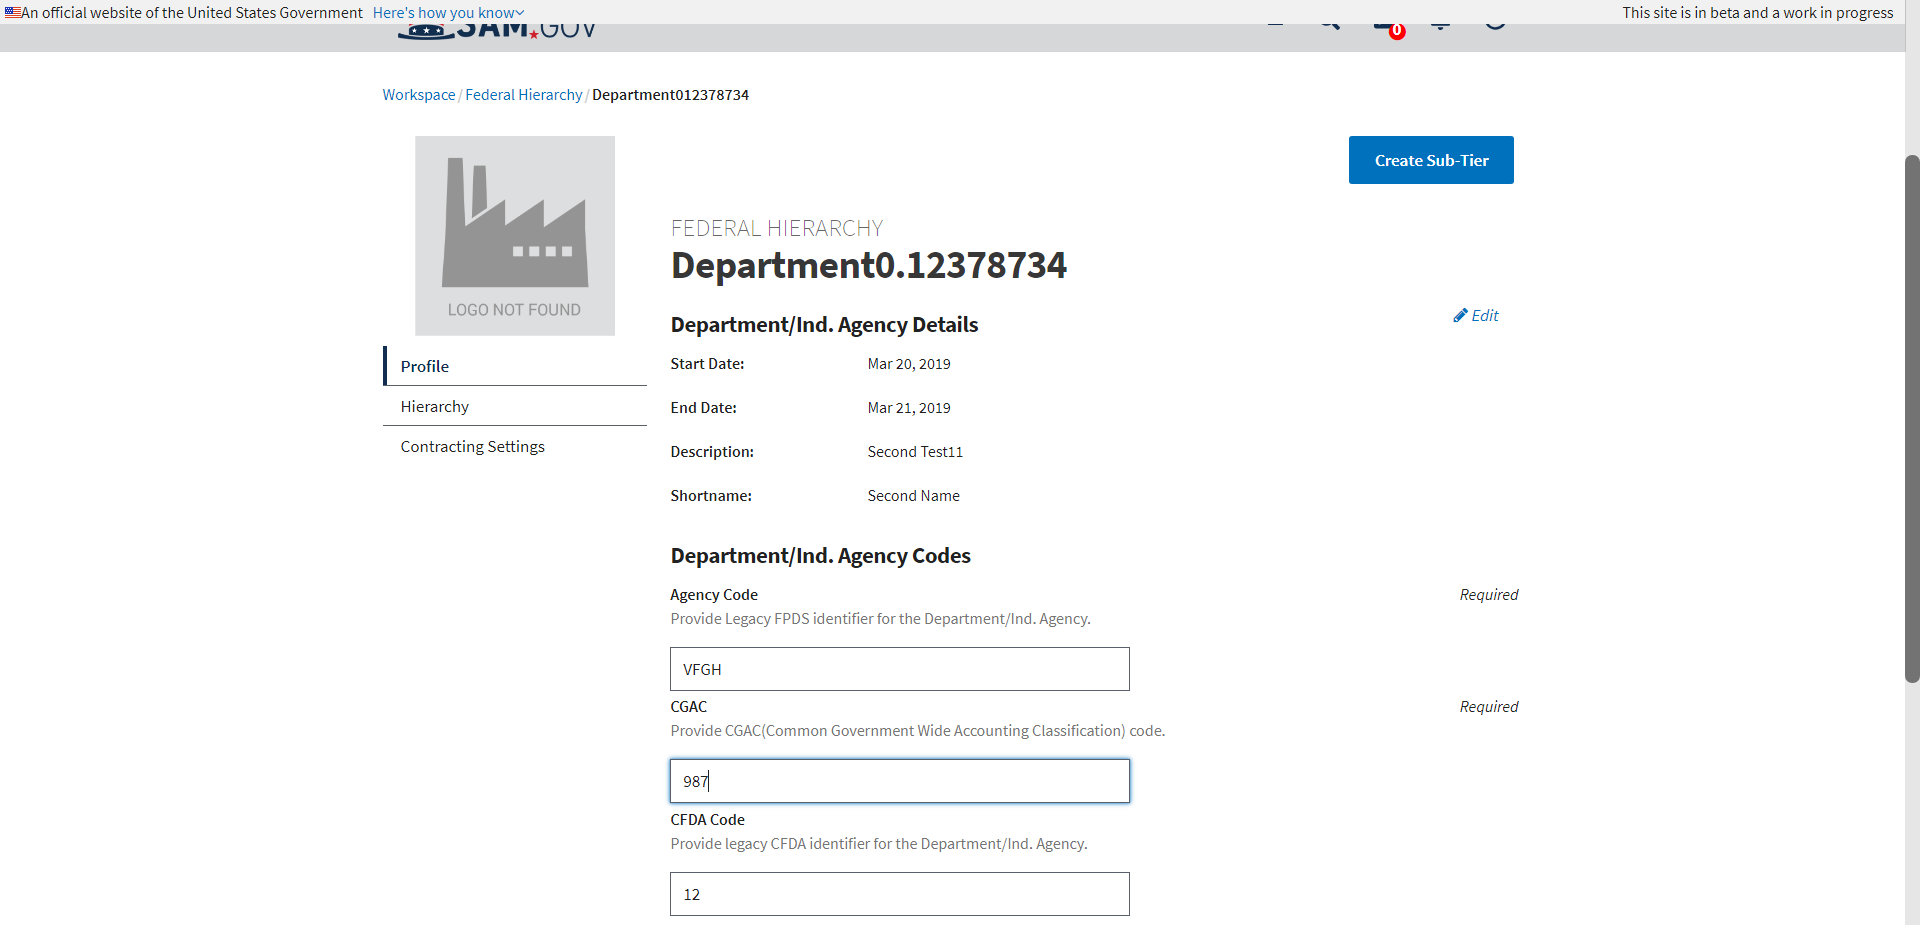 An official website of the United States Government Here's how you know
This site is in beta and a work in progress
SAM.GOV
0
Workspace / Federal Hierarchy / Department012378734
LOGO NOT FOUND
Create Sub-Tier
Profile
Hierarchy
Contracting Settings
FEDERAL HIERARCHY
Department0.12378734
Department/Ind. Agency Details
Edit
Start Date: Mar 20, 2019
End Date: Mar 21, 2019
Description: Second Test11
Shortname: Second Name
Department/Ind. Agency Codes
Agency Code Required
Provide Legacy FPDS identifier for the Department/Ind. Agency.
VFGH
CGAC Required
Provide CGAC(Common Government Wide Accounting Classification) code.
987
CFDA Code
Provide legacy CFDA identifier for the Department/Ind. Agency.
12